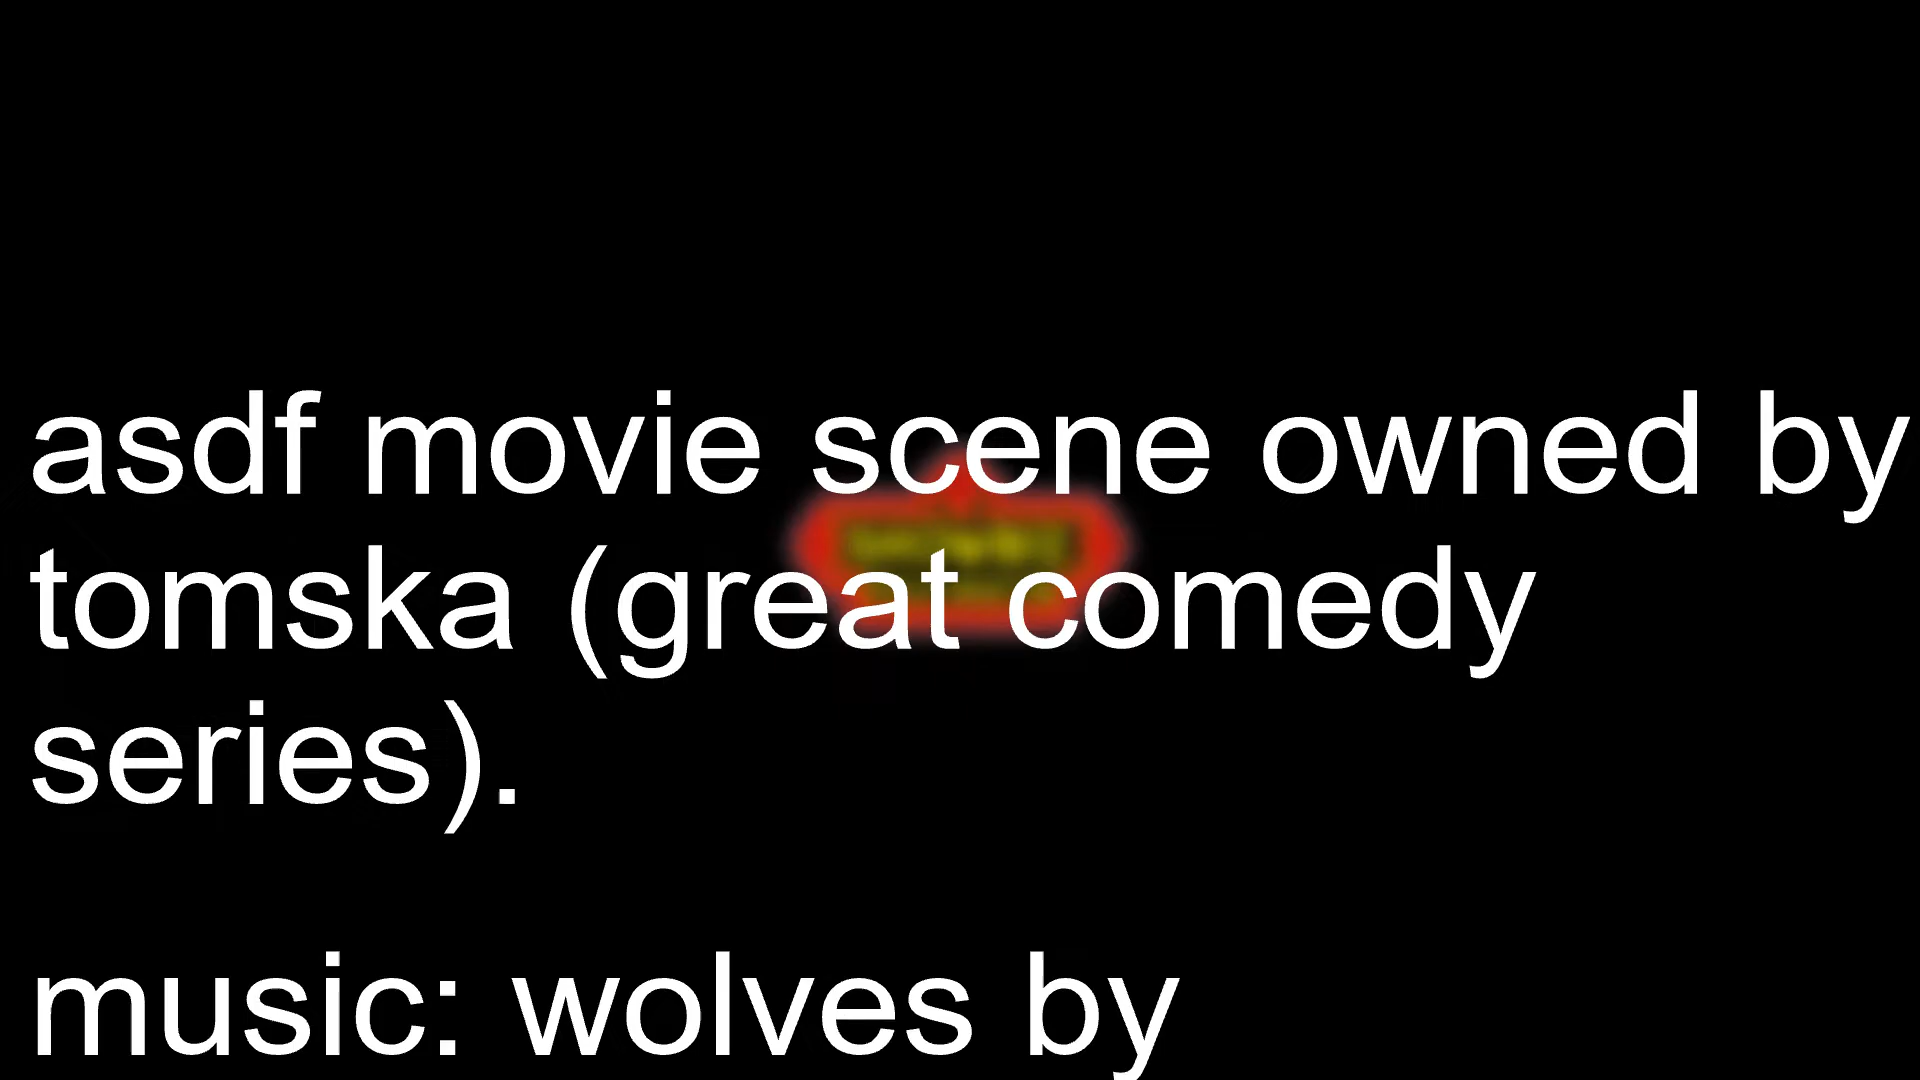 asdf movie scene owned by
tomska (great comedy
series).
music: wolves by